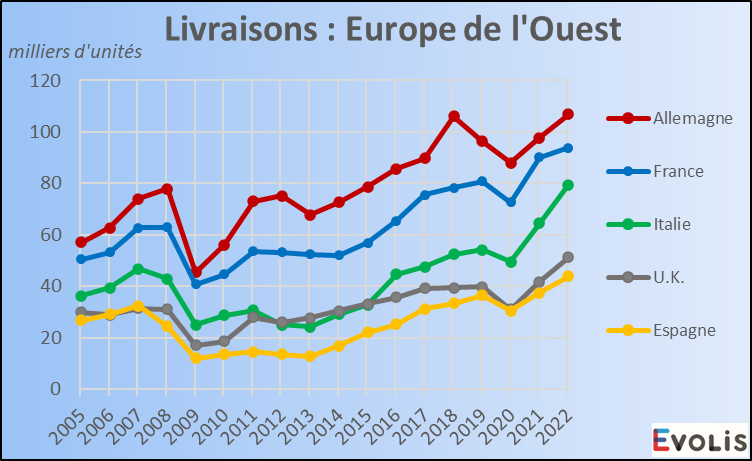 Livraisons : Europe de l'Ouest
milliers d'unités
120
100
80
60
40
20
0
2005 2006 2007 2008 2009 2010 2011 2012 2013 2014 2015 2016 2017 2018 2019 2020 2021 2022
Allemagne
France
Italie
U.K.
Espagne
EVOLIS